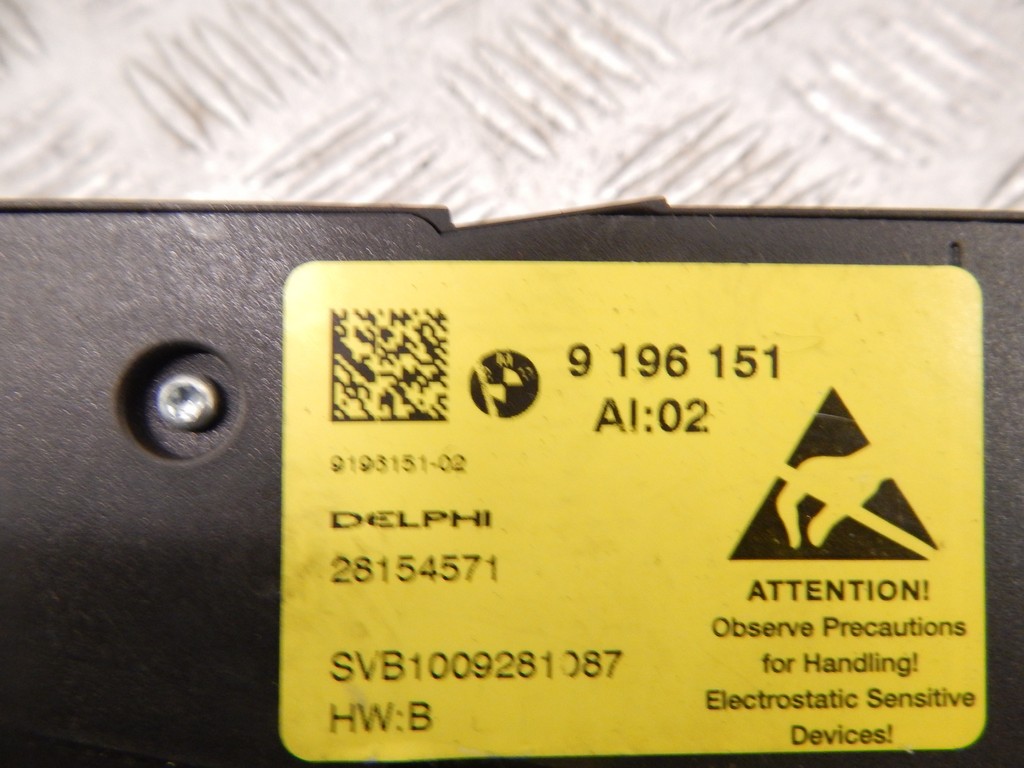 9 196 151
AI:02
9196151-02
DELPHI
28154571
SVB1009281087
HW:B
ATTENTION!
Observe Precautions
for Handling!
Electrostatic Sensitive
Devices!